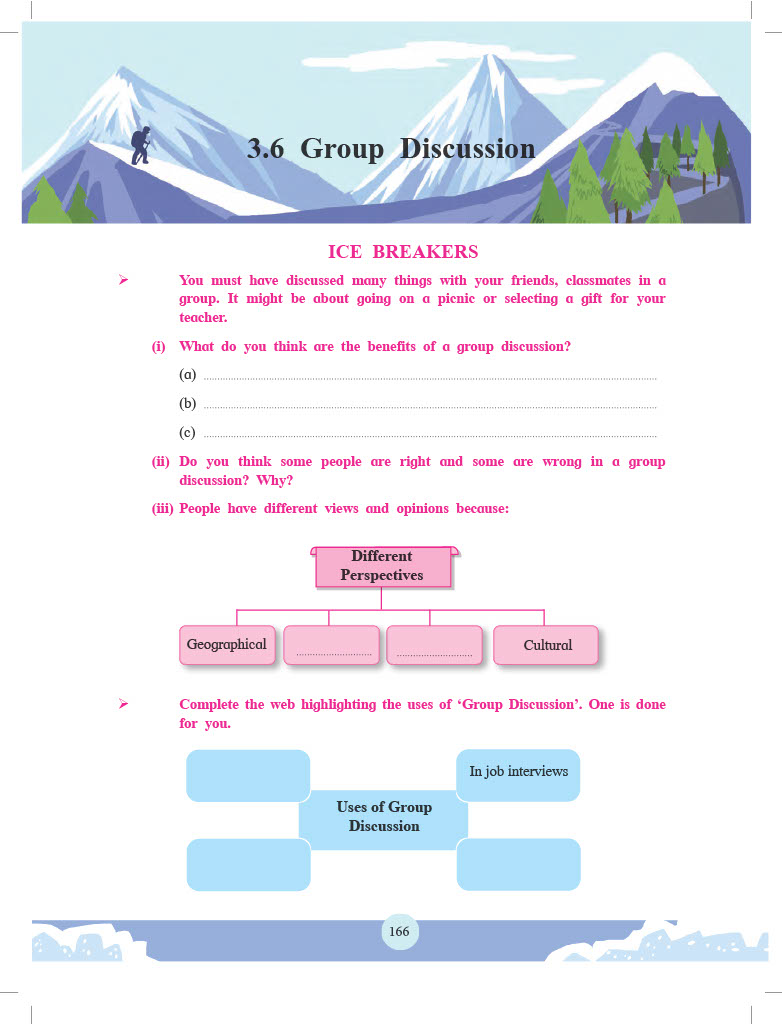 3.6 Group Discussion
ICE BREAKERS
➢ You must have discussed many things with your friends, classmates in a
group. It might be about going on a picnic or selecting a gift for your
teacher.
(i) What do you think are the benefits of a group discussion?
(a) ..........
(b) ..........
(c) ..........
(ii) Do you think some people are right and some are wrong in a group
discussion? Why?
(iii) People have different views and opinions because:
Different
Perspectives
Geographical
..........
..........
Cultural
➢ Complete the web highlighting the uses of ‘Group Discussion’. One is done
for you.
In job interviews
Uses of Group
Discussion
166